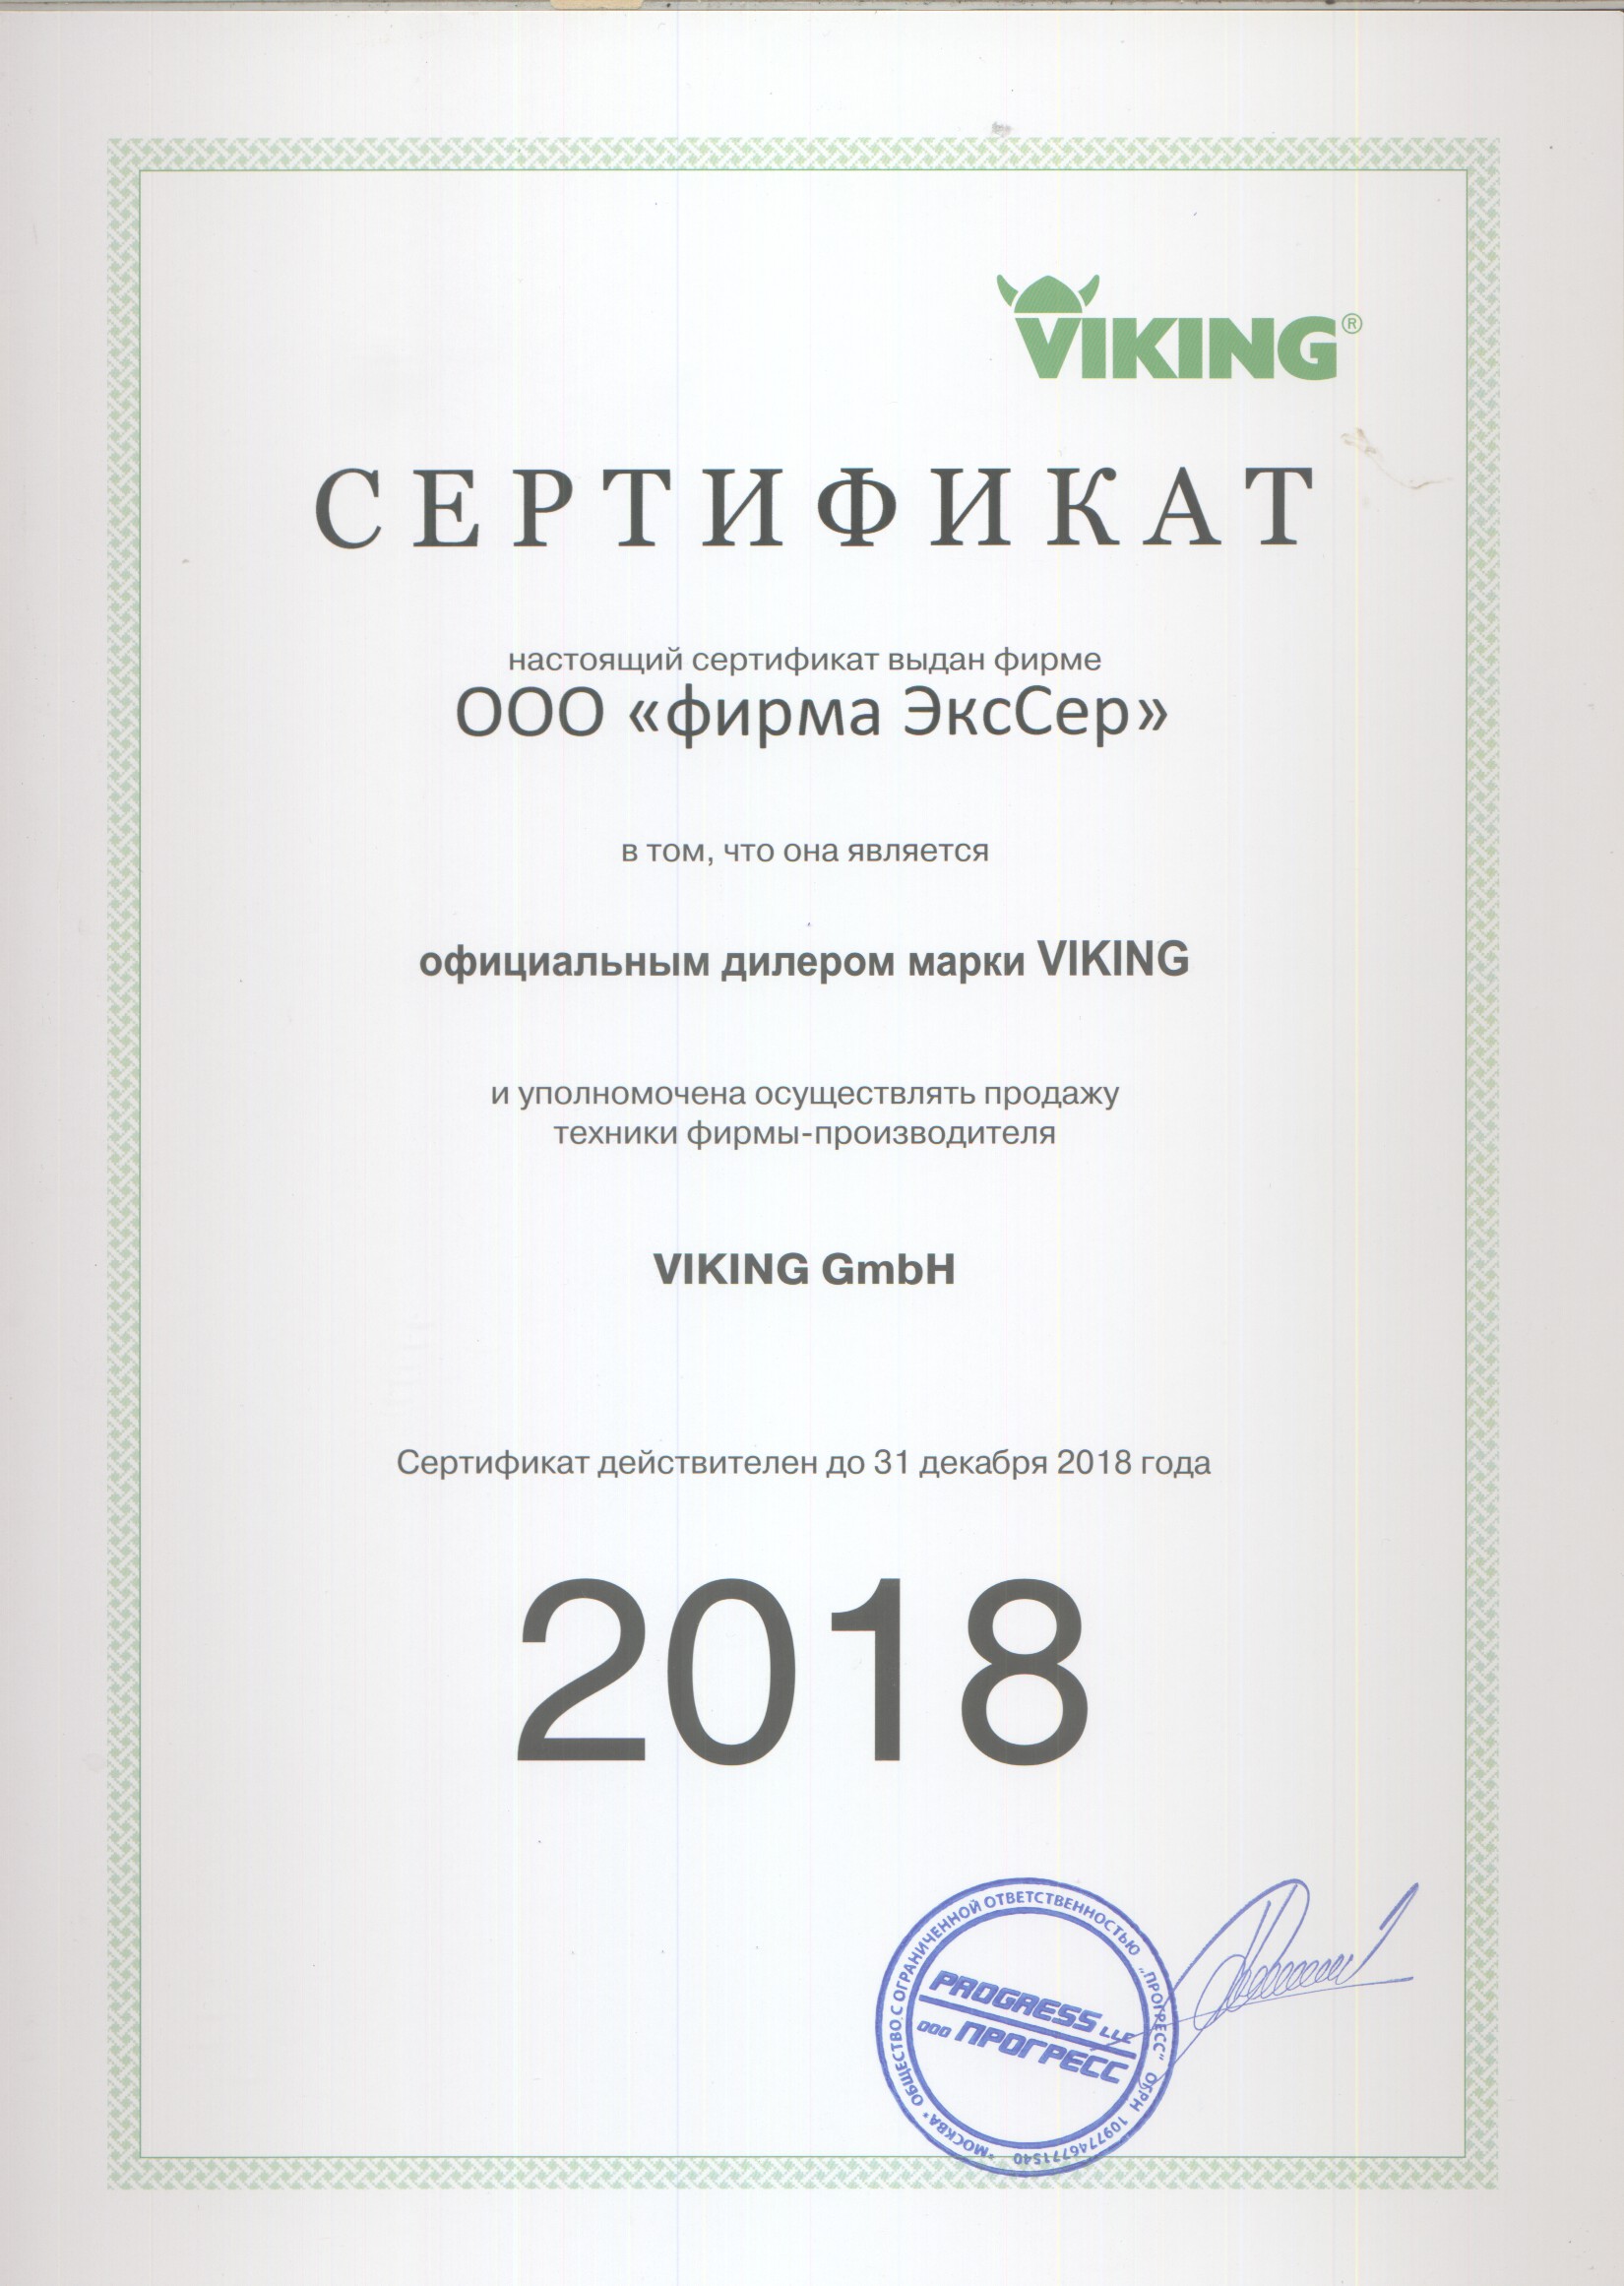 VIKING®
СЕРТИФИКАТ
настоящий сертификат выдан фирме
ООО «фирма ЭксСер»
в том, что она является
официальным дилером марки VIKING
и уполномочена осуществлять продажу
техники фирмы-производителя
VIKING GmbH
Сертификат действителен до 31 декабря 2018 года
2018
ОБЩЕСТВО С ОГРАНИЧЕННОЙ ОТВЕТСТВЕННОСТЬЮ „ПРОГРЕСС" ОГРН 1097746771540 *МОСКВА*
PROGRESS LLC
ООО ПРОГРЕСС